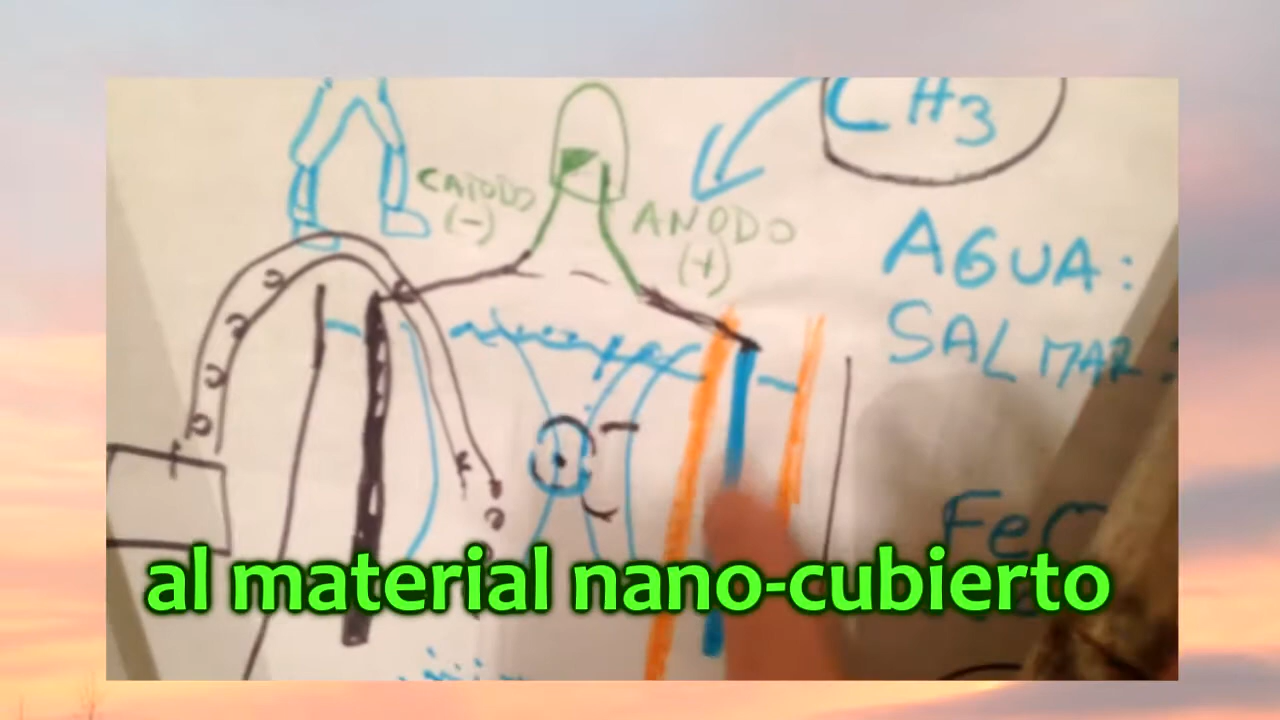 CH3
CATODO
(-)
ANODO
(+)
AGUA:
SAL MAR:
al material nano-cubierto